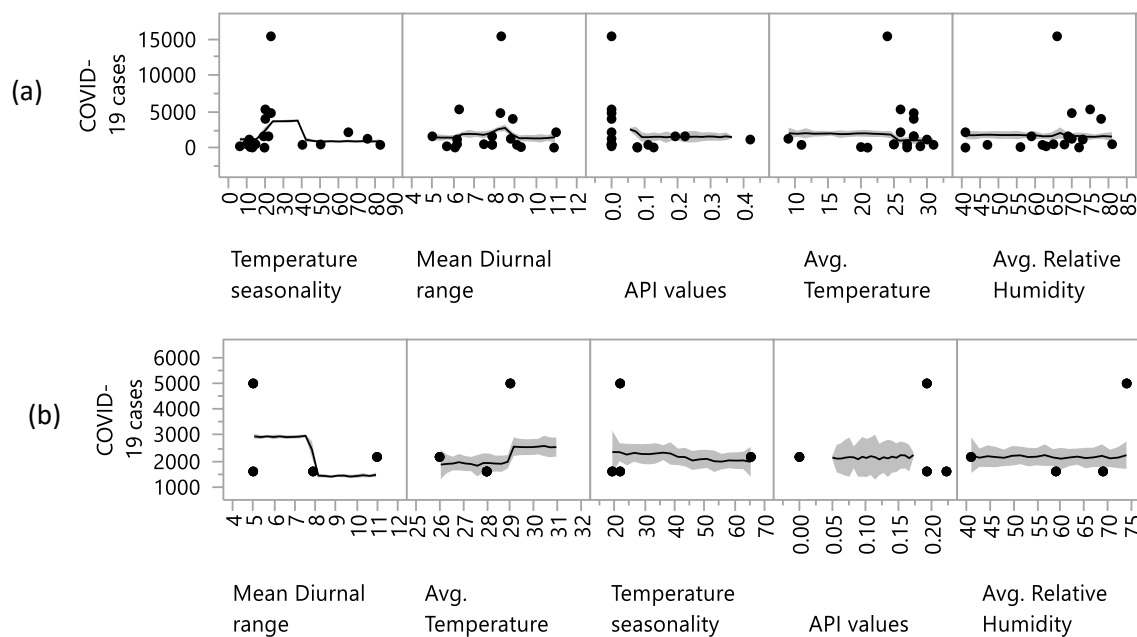 (a)
COVID-
19 cases
15000
10000
5000
0
0 10 20 30 40 50 60 70 80 90
4 5 6 7 8 9 10 11 12
0.0 0.1 0.2 0.3 0.4
10 15 20 25 30
40 45 50 55 60 65 70 75 80 85
Temperature
seasonality
Mean Diurnal
range
API values
Avg.
Temperature
Avg. Relative
Humidity
(b)
COVID-
19 cases
6000
5000
4000
3000
2000
1000
4 5 6 7 8 9 10 11 12
25 26 27 28 29 30 31 32
20 30 40 50 60 70
0.00 0.05 0.10 0.15 0.20
40 45 50 55 60 65 70 75
Mean Diurnal
range
Avg.
Temperature
Temperature
seasonality
API values
Avg. Relative
Humidity